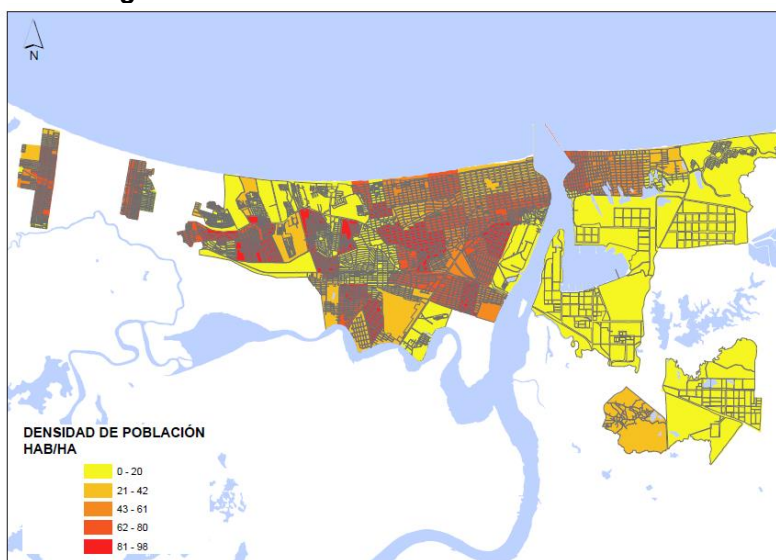 N
DENSIDAD DE POBLACIÓN
HAB/HA
0 - 20
21 - 42
43 - 61
62 - 80
81 - 98